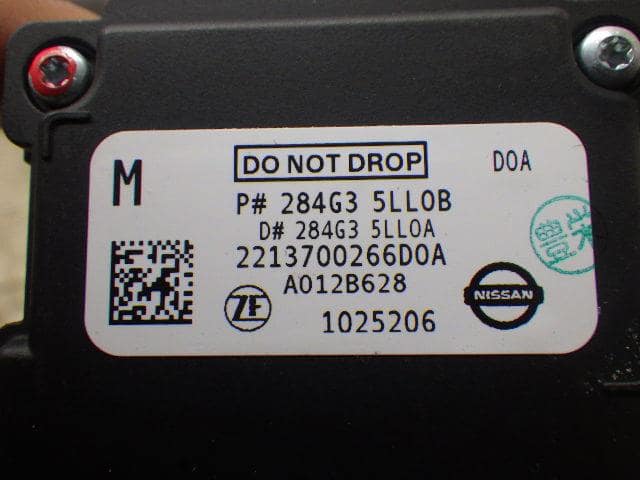 M
DO NOT DROP
D0A
P# 284G3 5LL0B
D# 284G3 5LL0A
2213700266D0A
A012B628
ZF
NISSAN
1025206